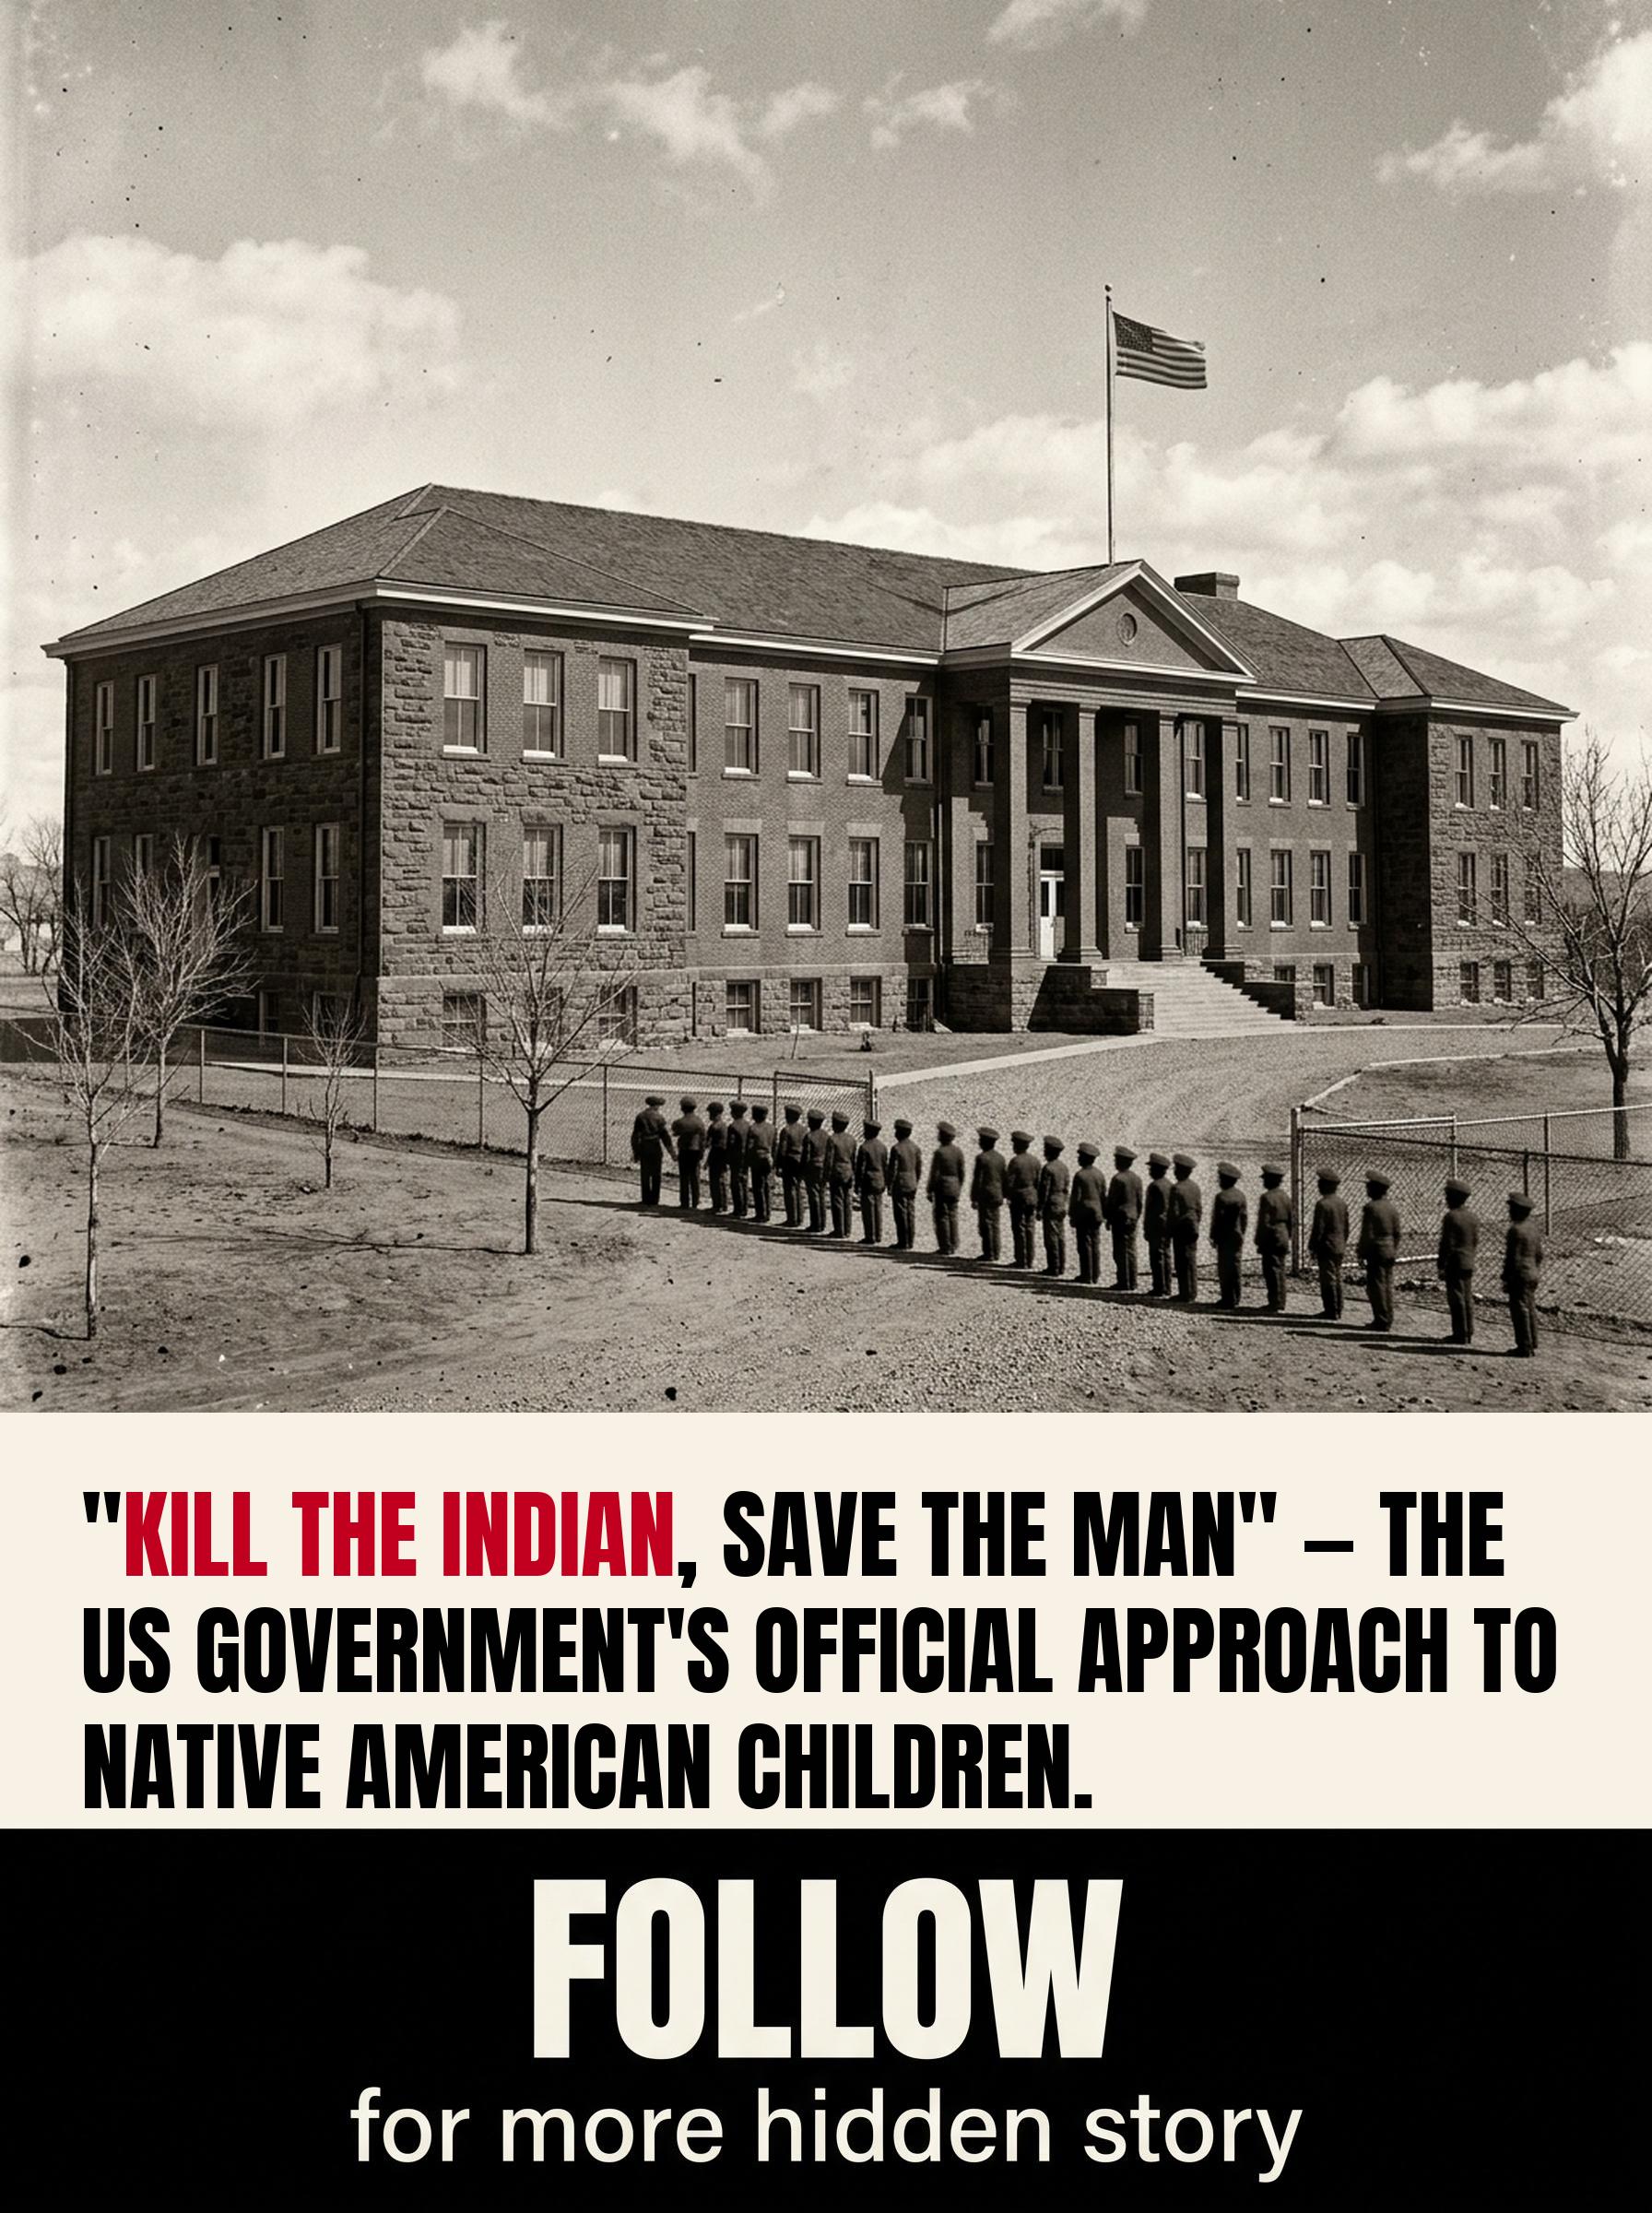 "KILL THE INDIAN, SAVE THE MAN" – THE
US GOVERNMENT'S OFFICIAL APPROACH TO
NATIVE AMERICAN CHILDREN.
FOLLOW
for more hidden story